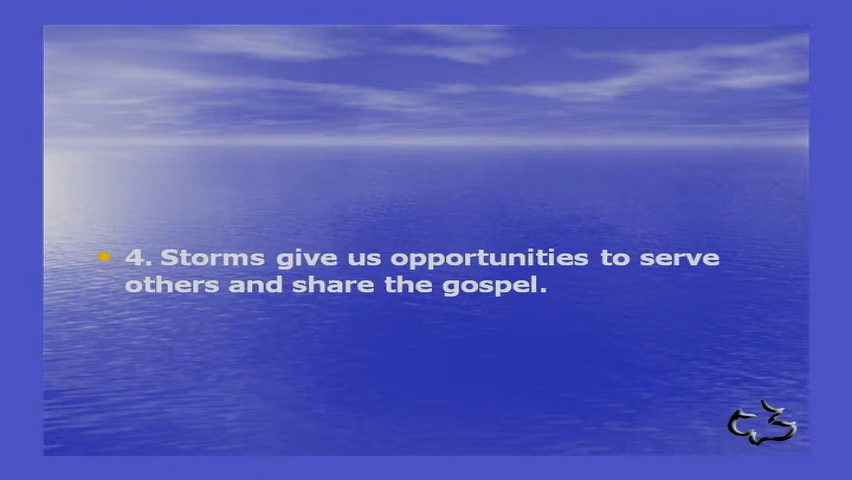 4. Storms give us opportunities to serve
others and share the gospel.